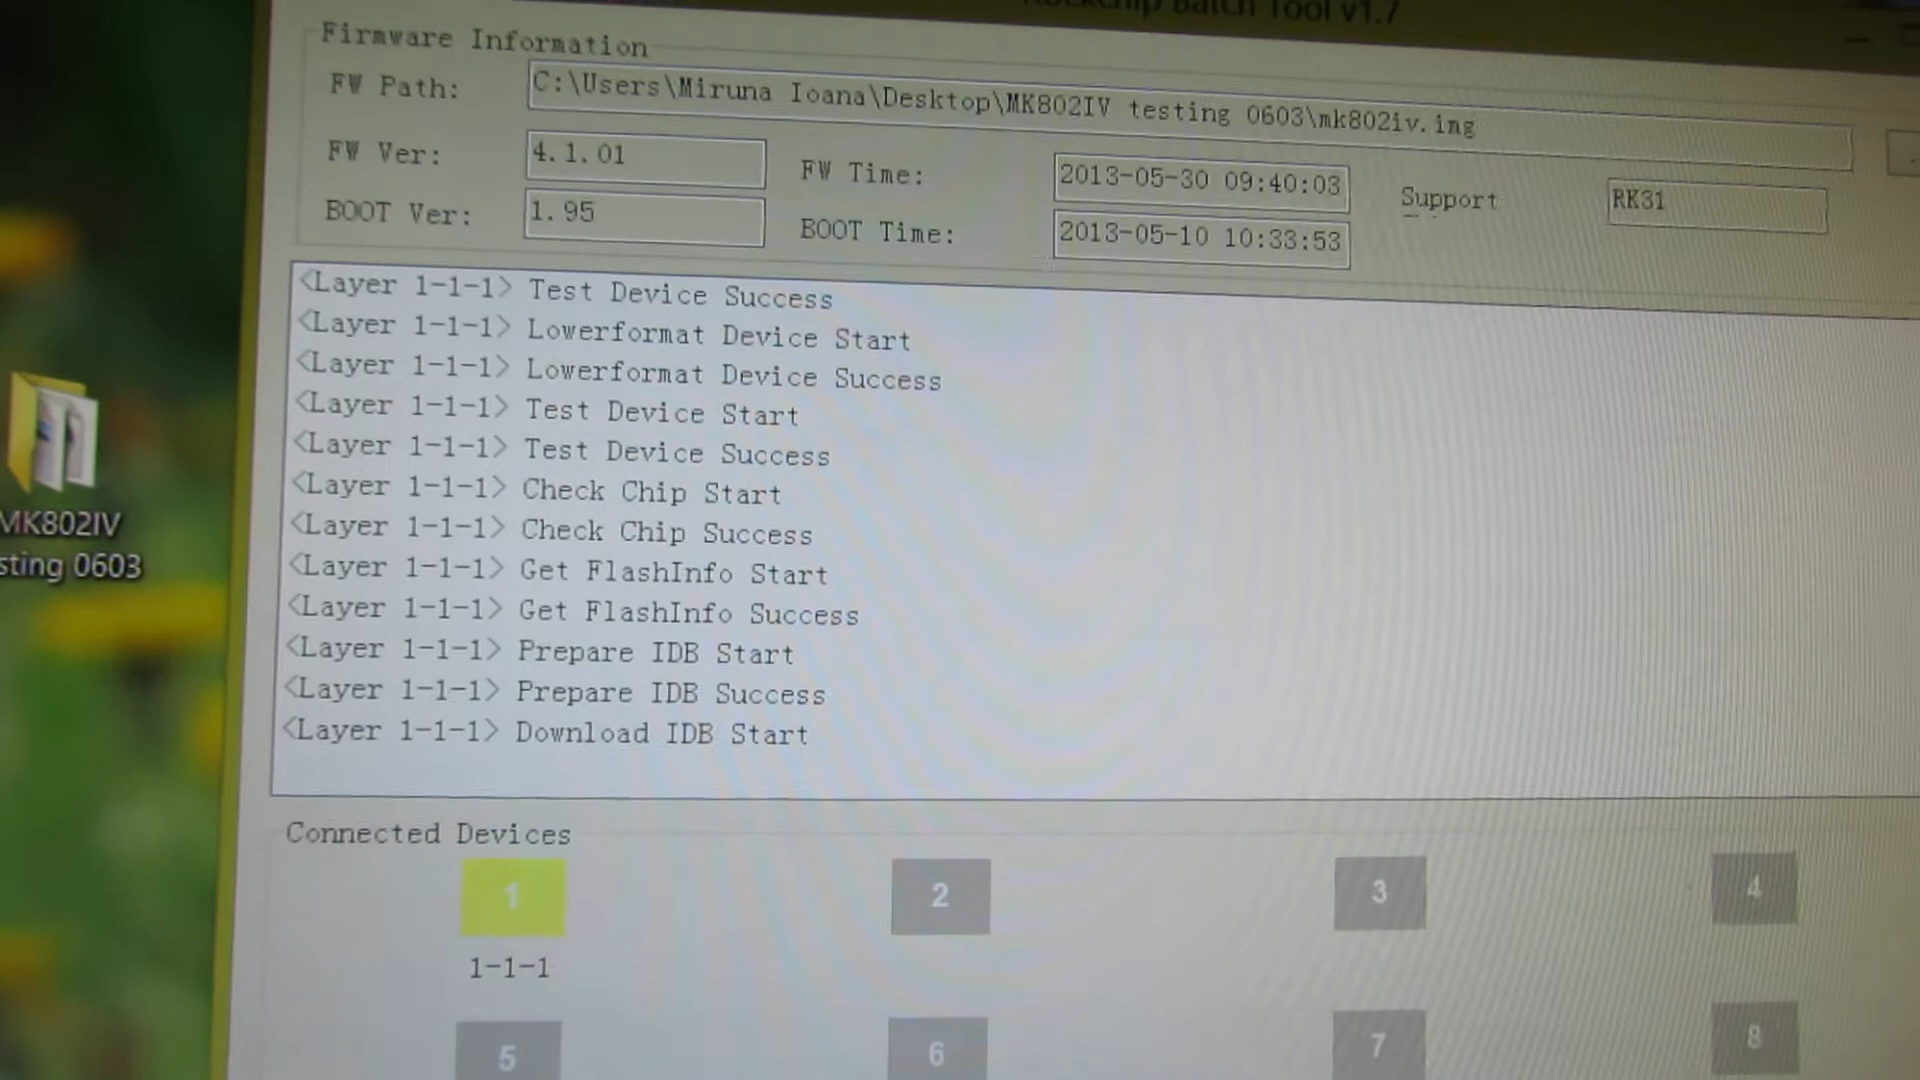 Rockchip Batch Tool v1.7
Firmware Information
FW Path: C:\Users\Miruna Ioana\Desktop\MK802IV testing 0603\mk802iv.img
FW Ver: 4.1.01 FW Time: 2013-05-30 09:40:03 Support RK31
BOOT Ver: 1.95 BOOT Time: 2013-05-10 10:33:53
<Layer 1-1-1> Test Device Success
<Layer 1-1-1> Lowerformat Device Start
<Layer 1-1-1> Lowerformat Device Success
<Layer 1-1-1> Test Device Start
<Layer 1-1-1> Test Device Success
<Layer 1-1-1> Check Chip Start
<Layer 1-1-1> Check Chip Success
<Layer 1-1-1> Get FlashInfo Start
<Layer 1-1-1> Get FlashInfo Success
<Layer 1-1-1> Prepare IDB Start
<Layer 1-1-1> Prepare IDB Success
<Layer 1-1-1> Download IDB Start
MK802IV
sting 0603
Connected Devices
1 2 3 4
1-1-1
5 6 7 8